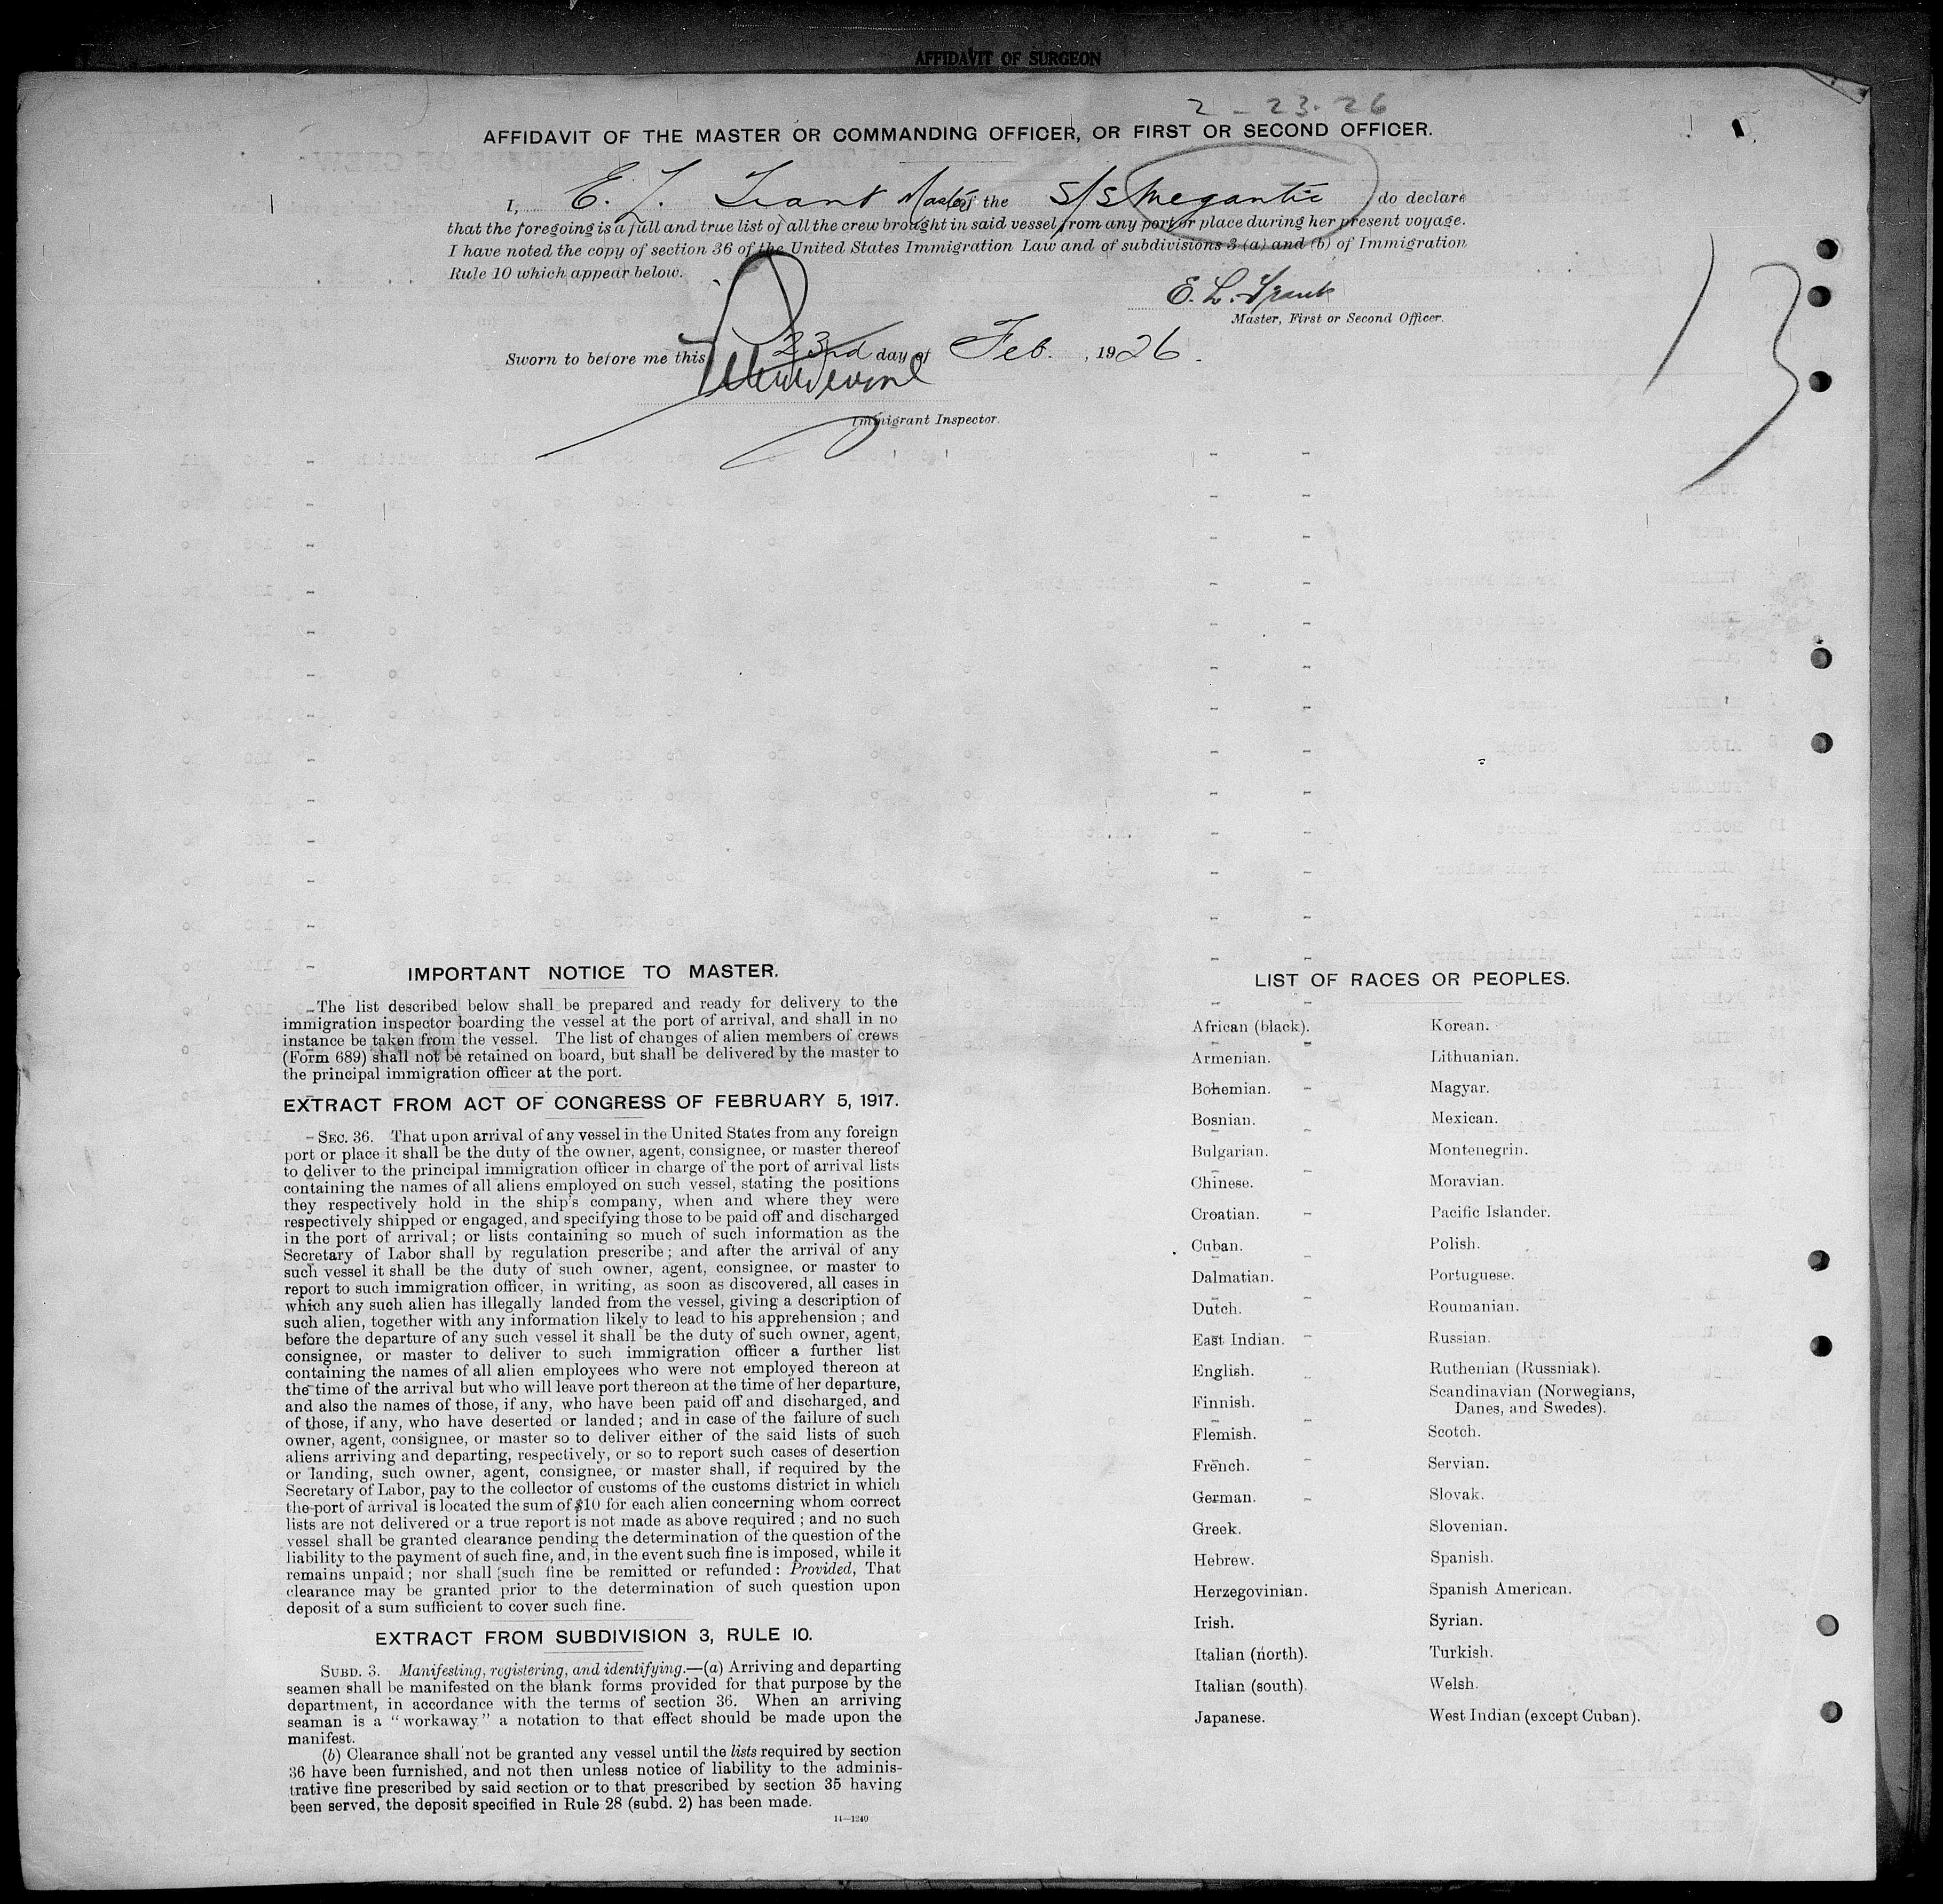 AFFIDAVIT OF SURGEON
2-23-26
AFFIDAVIT OF THE MASTER OR COMMANDING OFFICER, OR FIRST OR SECOND OFFICER.
I, E. L. Trant Master of the S/S Megantic do declare
that the foregoing is a full and true list of all the crew brought in said vessel from any port or place during her present voyage.
I have noted the copy of section 36 of the United States Immigration Law and of subdivisions 3 (a) and (b) of Immigration
Rule 10 which appear below.
E. L. Trant
Master, First or Second Officer.
13
Sworn to before me this 23rd day of Feb. , 1926.
Immigrant Inspector.
IMPORTANT NOTICE TO MASTER.
The list described below shall be prepared and ready for delivery to the
immigration inspector boarding the vessel at the port of arrival, and shall in no
instance be taken from the vessel. The list of changes of alien members of crews
(Form 689) shall not be retained on board, but shall be delivered by the master to
the principal immigration officer at the port.
EXTRACT FROM ACT OF CONGRESS OF FEBRUARY 5, 1917.
SEC. 36. That upon arrival of any vessel in the United States from any foreign
port or place it shall be the duty of the owner, agent, consignee, or master thereof
to deliver to the principal immigration officer in charge of the port of arrival lists
containing the names of all aliens employed on such vessel, stating the positions
they respectively hold in the ship's company, when and where they were
respectively shipped or engaged, and specifying those to be paid off and discharged
in the port of arrival; or lists containing so much of such information as the
Secretary of Labor shall by regulation prescribe; and after the arrival of any
such vessel it shall be the duty of such owner, agent, consignee, or master to
report to such immigration officer, in writing, as soon as discovered, all cases in
which any such alien has illegally landed from the vessel, giving a description of
such alien, together with any information likely to lead to his apprehension; and
before the departure of any such vessel it shall be the duty of such owner, agent,
consignee, or master to deliver to such immigration officer a further list
containing the names of all alien employees who were not employed thereon at
the time of the arrival but who will leave port thereon at the time of her departure,
and also the names of those, if any, who have been paid off and discharged, and
of those, if any, who have deserted or landed; and in case of the failure of such
owner, agent, consignee, or master so to deliver either of the said lists of such
aliens arriving and departing, respectively, or so to report such cases of desertion
or landing, such owner, agent, consignee, or master shall, if required by the
Secretary of Labor, pay to the collector of customs of the customs district in which
the port of arrival is located the sum of $10 for each alien concerning whom correct
lists are not delivered or a true report is not made as above required; and no such
vessel shall be granted clearance pending the determination of the question of the
liability to the payment of such fine, and, in the event such fine is imposed, while it
remains unpaid; nor shall such fine be remitted or refunded: Provided, That
clearance may be granted prior to the determination of such question upon
deposit of a sum sufficient to cover such fine.
EXTRACT FROM SUBDIVISION 3, RULE 10.
SUBD. 3. Manifesting, registering, and identifying.—(a) Arriving and departing
seamen shall be manifested on the blank forms provided for that purpose by the
department, in accordance with the terms of section 36. When an arriving
seaman is a "workaway" a notation to that effect should be made upon the
manifest.
(b) Clearance shall not be granted any vessel until the lists required by section
36 have been furnished, and not then unless notice of liability to the adminis-
trative fine prescribed by said section or to that prescribed by section 35 having
been served, the deposit specified in Rule 28 (subd. 2) has been made.
14—1240
LIST OF RACES OR PEOPLES.
African (black).
Armenian.
Bohemian.
Bosnian.
Bulgarian.
Chinese.
Croatian.
Cuban.
Dalmatian.
Dutch.
East Indian.
English.
Finnish.
Flemish.
French.
German.
Greek.
Hebrew.
Herzegovinian.
Irish.
Italian (north).
Italian (south).
Japanese.
Korean.
Lithuanian.
Magyar.
Mexican.
Montenegrin.
Moravian.
Pacific Islander.
Polish.
Portuguese.
Roumanian.
Russian.
Ruthenian (Russniak).
Scandinavian (Norwegians,
Danes, and Swedes).
Scotch.
Servian.
Slovak.
Slovenian.
Spanish.
Spanish American.
Syrian.
Turkish.
Welsh.
West Indian (except Cuban).